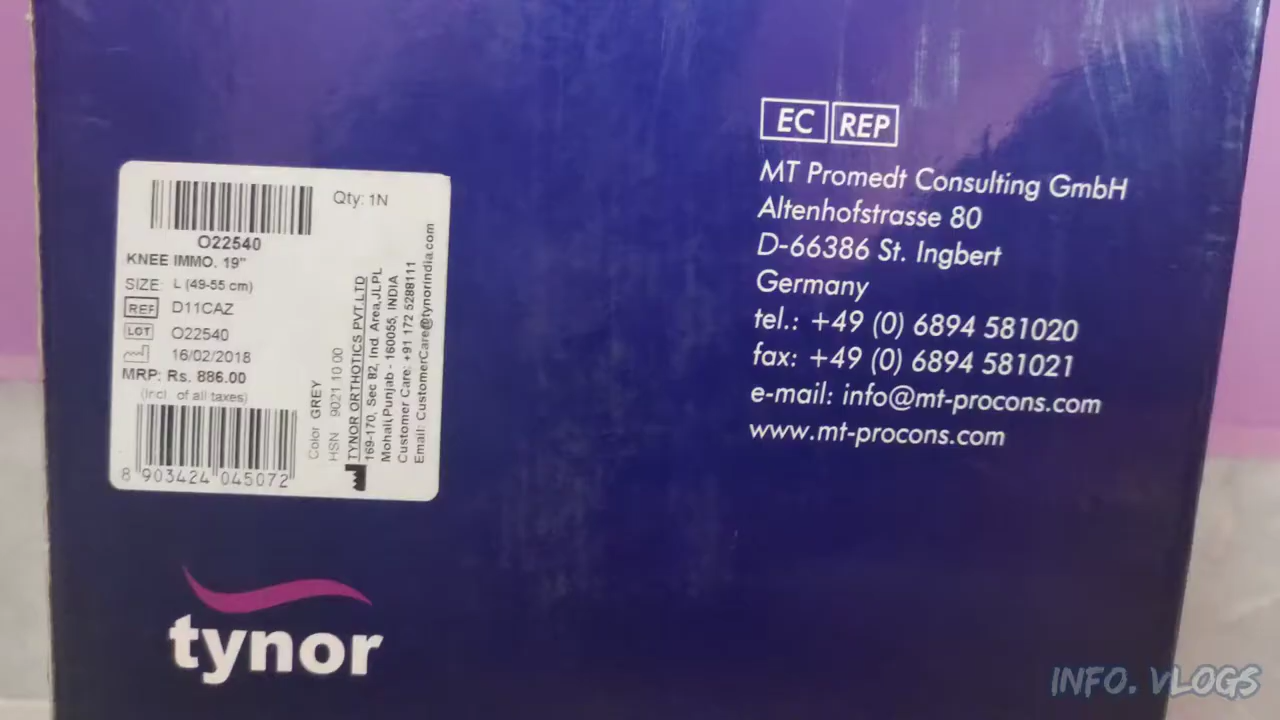 Qty: 1N
O22540
KNEE IMMO. 19"
SIZE: L (49-55 cm)
REF D11CAZ
LOT O22540
16/02/2018
MRP: Rs. 886.00
(Incl. of all taxes)
8 903424 045072
Color GREY
HSN 9021 10 00
TYNOR ORTHOTICS PVT.LTD
169-170, Sec 82, Ind. Area,JLPL
Mohali,Punjab - 160055, INDIA
Customer Care: +91 172 5288111
Email: CustomerCare@tynorindia.com
tynor
EC REP
MT Promedt Consulting GmbH
Altenhofstrasse 80
D-66386 St. Ingbert
Germany
tel.: +49 (0) 6894 581020
fax: +49 (0) 6894 581021
e-mail: info@mt-procons.com
www.mt-procons.com
INFO. VLOGS